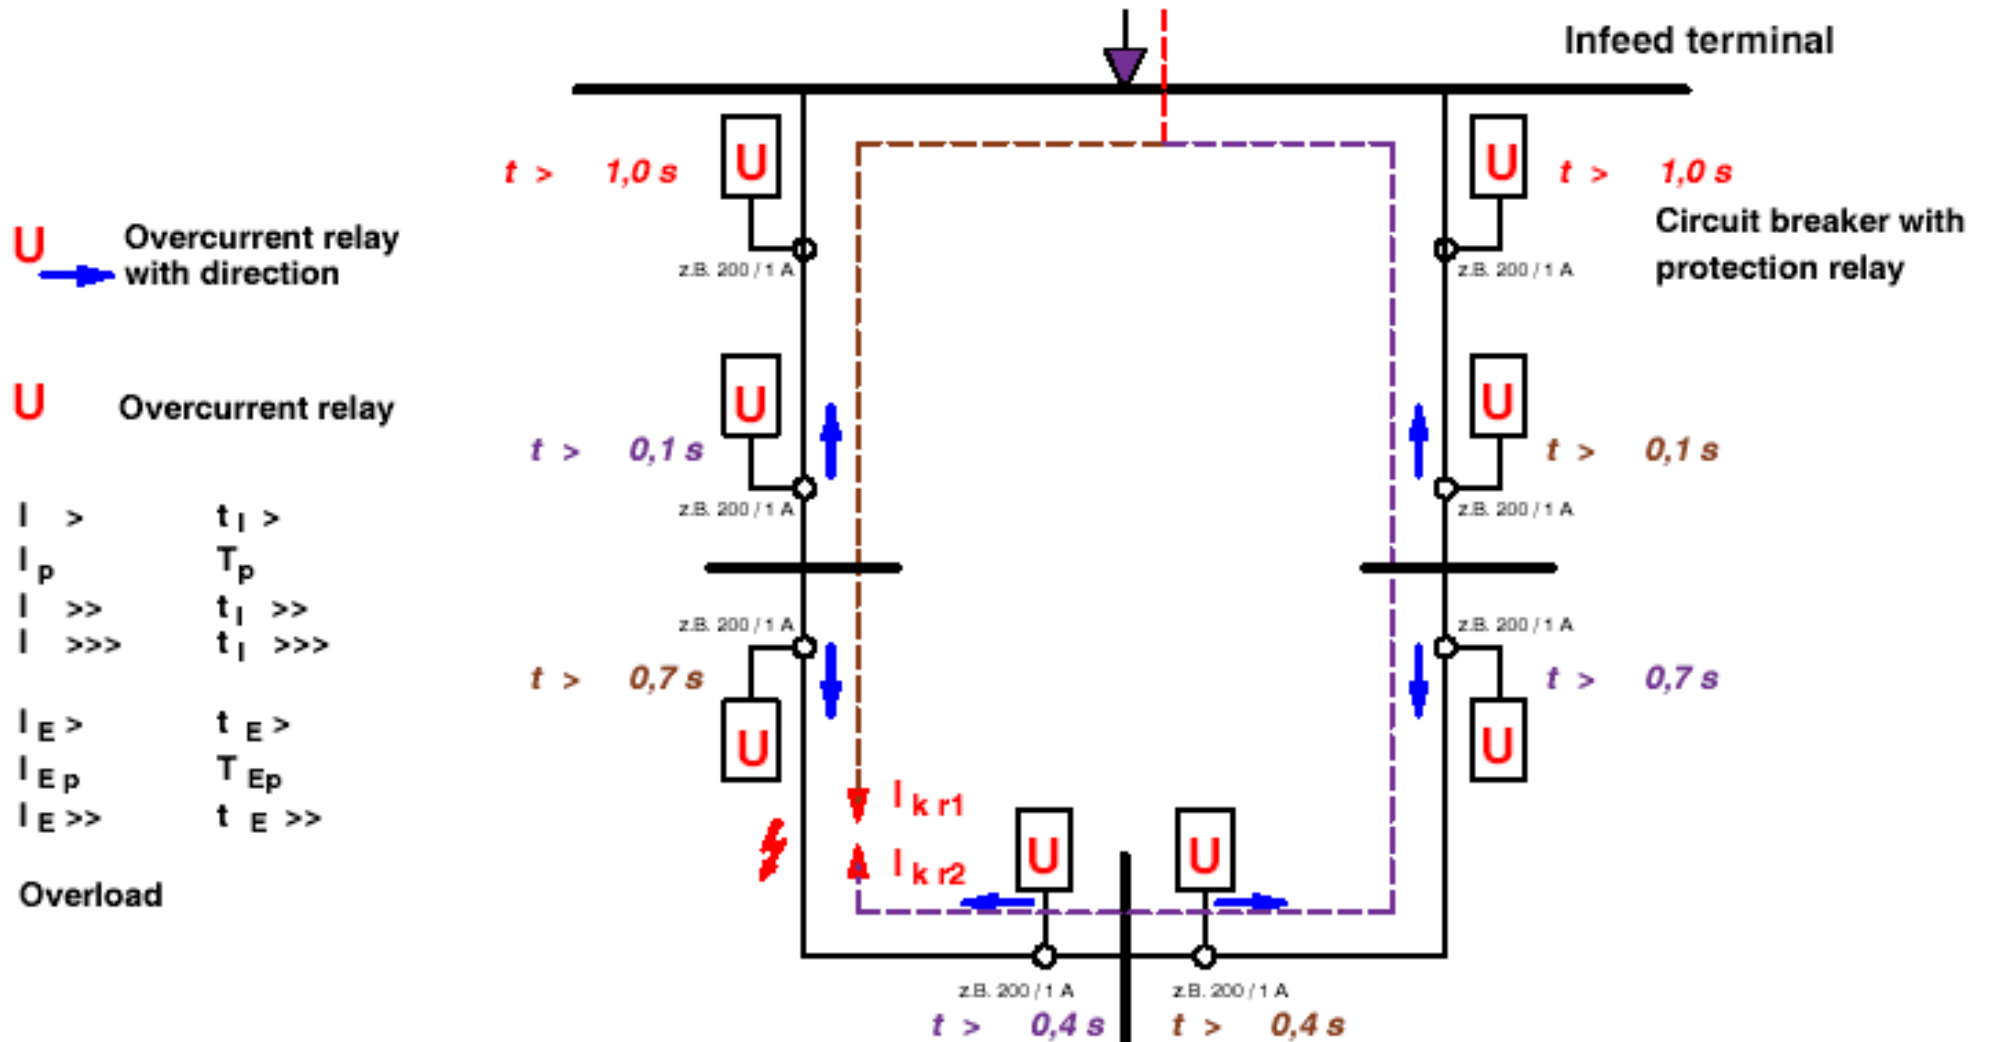 Infeed terminal
U
U
t > 1,0 s
t > 1,0 s
Circuit breaker with
protection relay
z.B. 200 / 1 A
z.B. 200 / 1 A
U
Overcurrent relay
with direction
U
Overcurrent relay
U
U
t > 0,1 s
t > 0,1 s
z.B. 200 / 1 A
z.B. 200 / 1 A
I > t I >
I p T p
I >> t I >>
I >>> t I >>>
I E > t E >
I E p T Ep
I E >> t E >>
Overload
z.B. 200 / 1 A
z.B. 200 / 1 A
t > 0,7 s
t > 0,7 s
U
U
I k r1
I k r2
U
U
z.B. 200 / 1 A
z.B. 200 / 1 A
t > 0,4 s
t > 0,4 s